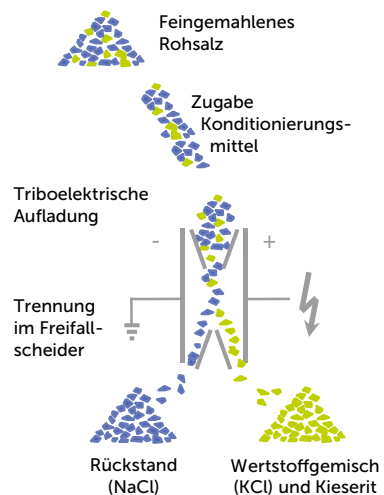 Feingemahlenes
Rohsalz
Zugabe
Konditionierungs-
mittel
Triboelektrische
Aufladung
- +
Trennung
im Freifall-
scheider
Rückstand
(NaCl)
Wertstoffgemisch
(KCl) und Kieserit